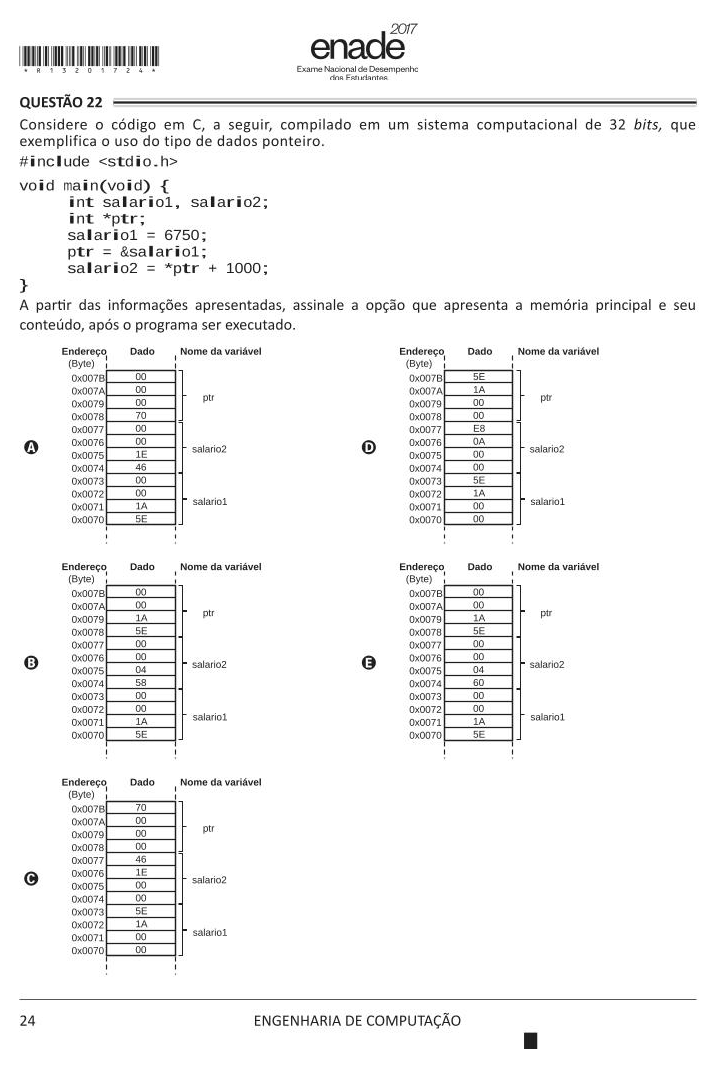 2017
enade
Exame Nacional de Desempenho
dos Estudantes
* R 1 3 2 0 1 7 2 4 *
QUESTÃO 22
Considere o código em C, a seguir, compilado em um sistema computacional de 32 bits, que
exemplifica o uso do tipo de dados ponteiro.
#include <stdio.h>
void main(void) {
int salario1, salario2;
int *ptr;
salario1 = 6750;
ptr = &salario1;
salario2 = *ptr + 1000;
}
A partir das informações apresentadas, assinale a opção que apresenta a memória principal e seu
conteúdo, após o programa ser executado.
A
Endereço Dado Nome da variável
(Byte)
0x007B 00
0x007A 00
0x0079 00
0x0078 70
ptr
0x0077 00
0x0076 00
0x0075 1E
0x0074 46
salario2
0x0073 00
0x0072 00
0x0071 1A
0x0070 5E
salario1
D
Endereço Dado Nome da variável
(Byte)
0x007B 5E
0x007A 1A
0x0079 00
0x0078 00
ptr
0x0077 E8
0x0076 0A
0x0075 00
0x0074 00
salario2
0x0073 5E
0x0072 1A
0x0071 00
0x0070 00
salario1
B
Endereço Dado Nome da variável
(Byte)
0x007B 00
0x007A 00
0x0079 1A
0x0078 5E
ptr
0x0077 00
0x0076 00
0x0075 04
0x0074 58
salario2
0x0073 00
0x0072 00
0x0071 1A
0x0070 5E
salario1
E
Endereço Dado Nome da variável
(Byte)
0x007B 00
0x007A 00
0x0079 1A
0x0078 5E
ptr
0x0077 00
0x0076 00
0x0075 04
0x0074 60
salario2
0x0073 00
0x0072 00
0x0071 1A
0x0070 5E
salario1
C
Endereço Dado Nome da variável
(Byte)
0x007B 70
0x007A 00
0x0079 00
0x0078 00
ptr
0x0077 46
0x0076 1E
0x0075 00
0x0074 00
salario2
0x0073 5E
0x0072 1A
0x0071 00
0x0070 00
salario1
24
ENGENHARIA DE COMPUTAÇÃO